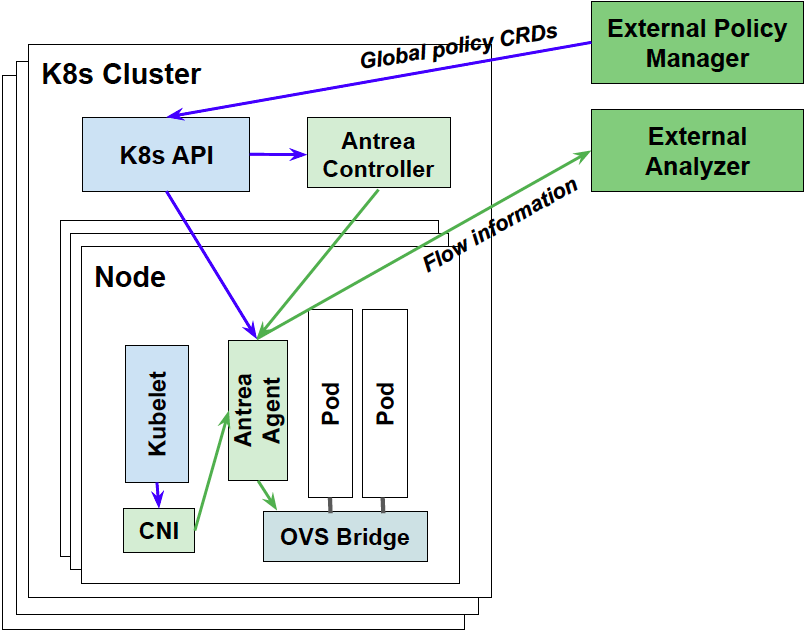 External Policy
Manager
Global policy CRDs
K8s Cluster
K8s API
Antrea
Controller
External
Analyzer
Flow information
Node
Kubelet
Antrea
Agent
Pod
Pod
CNI
OVS Bridge